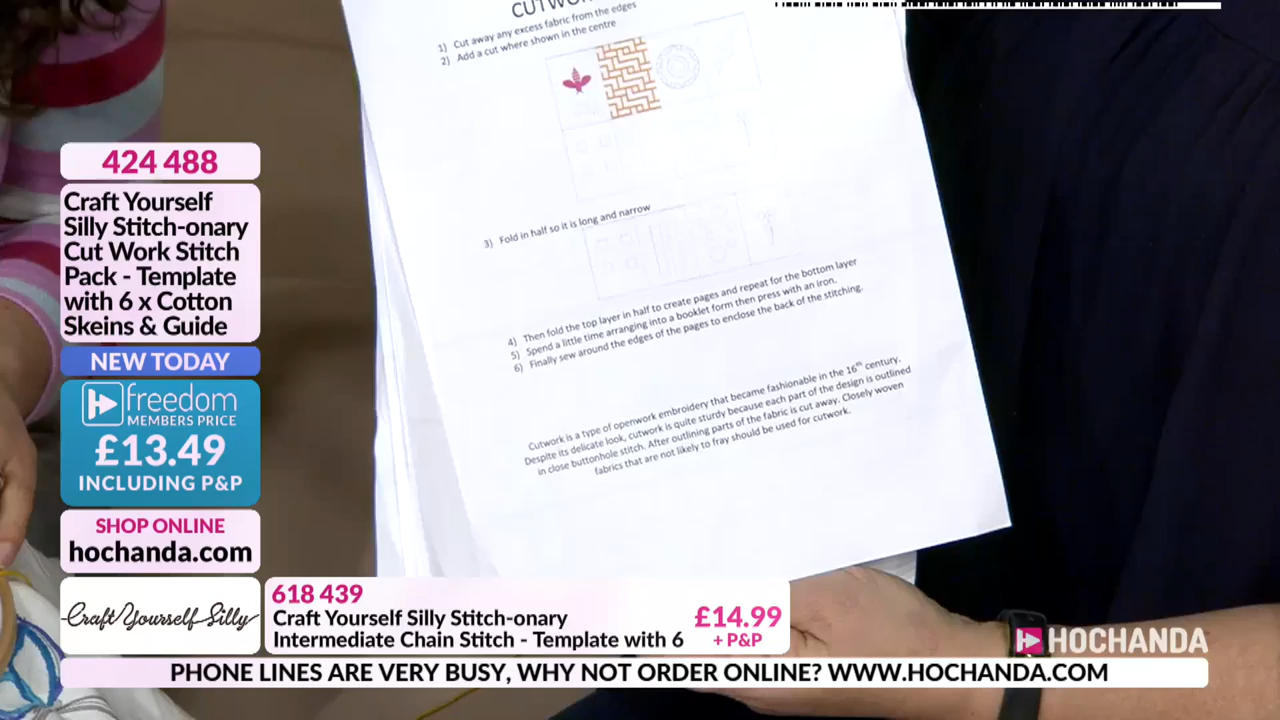 CUTWO
1) Cut away any excess fabric from the edges
2) Add a cut where shown in the centre
3) Fold in half so it is long and narrow
4) Then fold the top layer in half to create pages and repeat for the bottom layer
5) Spend a little time arranging into a booklet form then press with an iron.
6) Finally sew around the edges of the pages to enclose the back of the stitching.
Cutwork is a type of openwork embroidery that became fashionable in the 16th century.
Despite its delicate look, cutwork is quite sturdy because each part of the design is outlined
in close buttonhole stitch. After outlining parts of the fabric is cut away. Closely woven
fabrics that are not likely to fray should be used for cutwork.
424 488
Craft Yourself
Silly Stitch-onary
Cut Work Stitch
Pack - Template
with 6 x Cotton
Skeins & Guide
NEW TODAY
freedom
MEMBERS PRICE
£13.49
INCLUDING P&P
SHOP ONLINE
hochanda.com
Craft Yourself Silly
618 439
Craft Yourself Silly Stitch-onary
Intermediate Chain Stitch - Template with 6
£14.99
+ P&P
HOCHANDA
PHONE LINES ARE VERY BUSY, WHY NOT ORDER ONLINE? WWW.HOCHANDA.COM